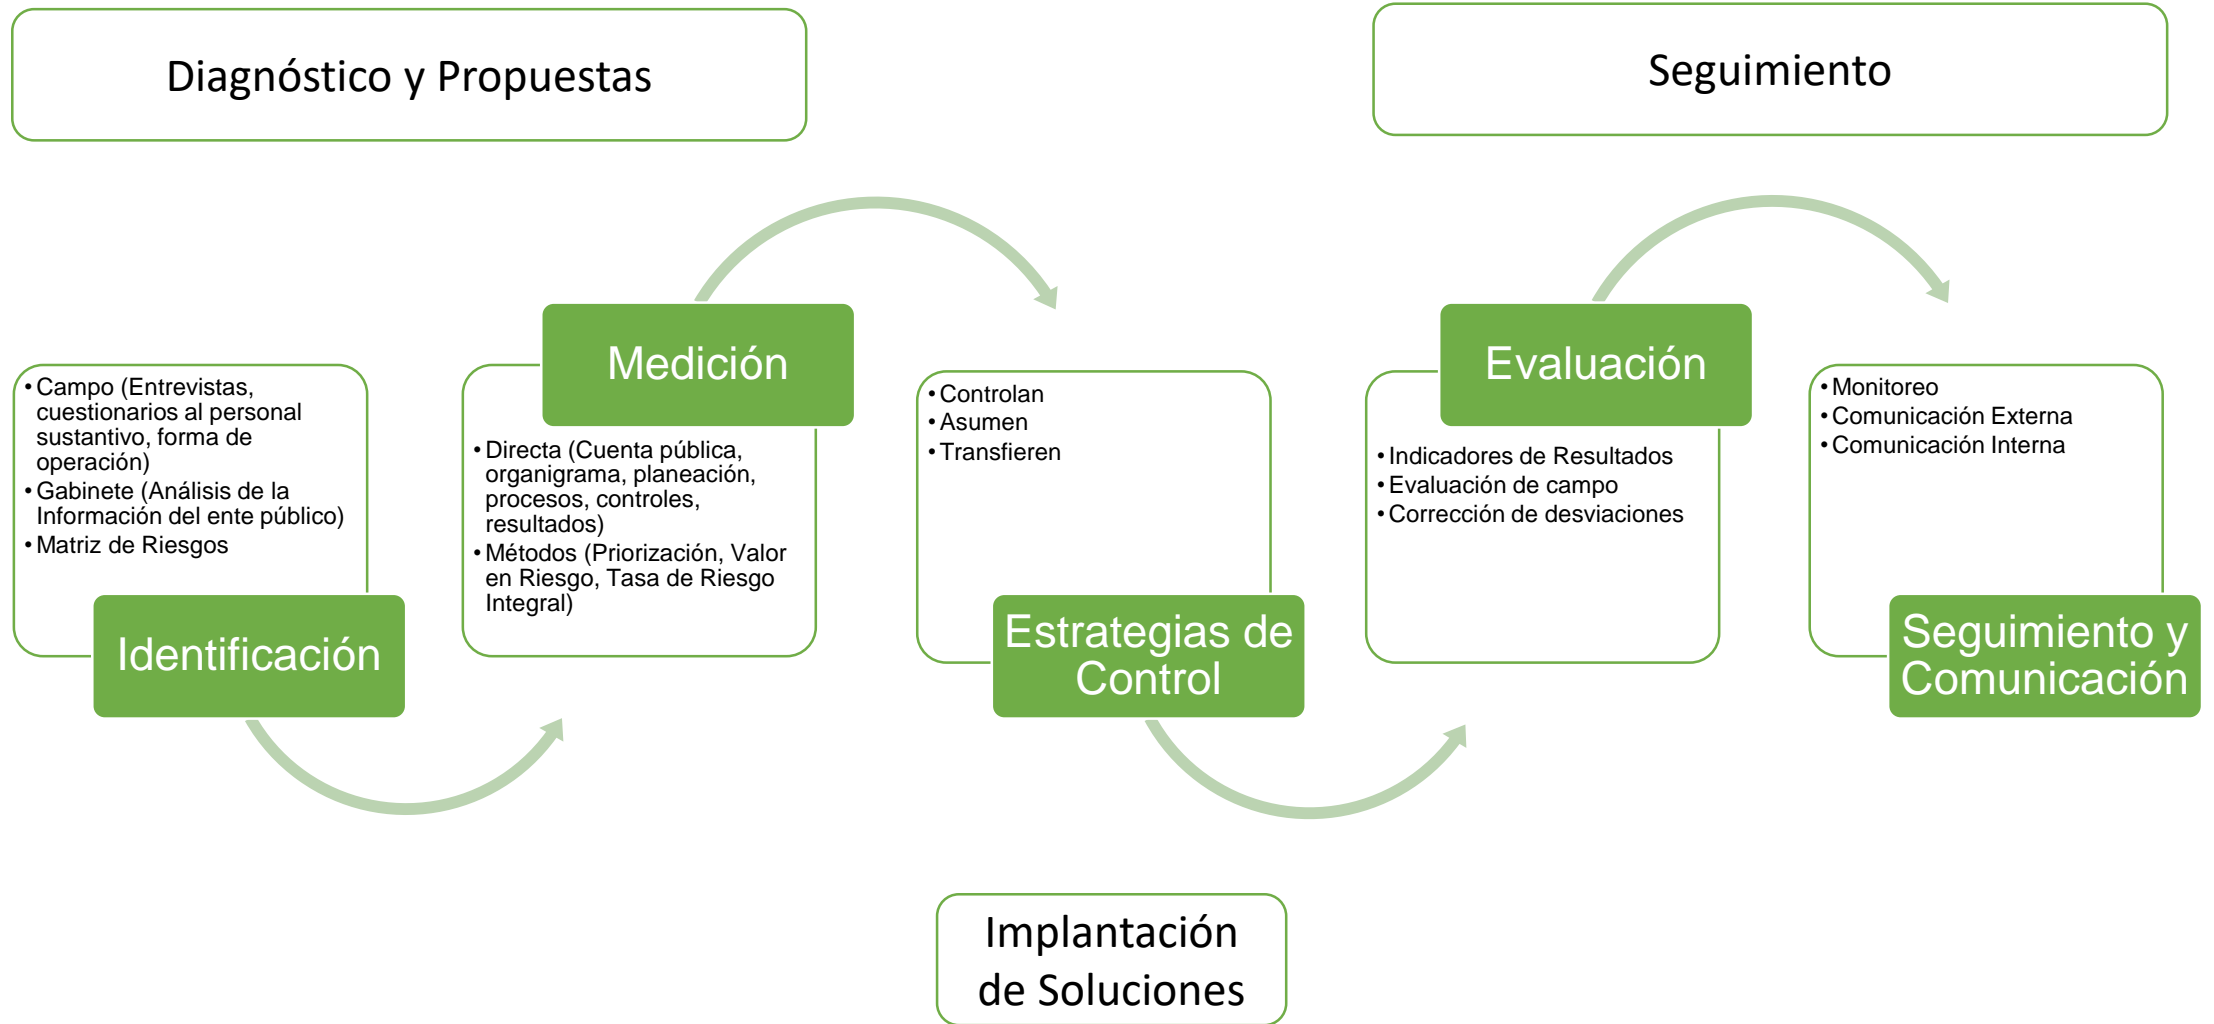 Diagnóstico y Propuestas
Seguimiento
•Campo (Entrevistas,
cuestionarios al personal
sustantivo, forma de
operación)
•Gabinete (Análisis de la
Información del ente público)
•Matriz de Riesgos
Identificación
Medición
•Directa (Cuenta pública,
organigrama, planeación,
procesos, controles,
resultados)
•Métodos (Priorización, Valor
en Riesgo, Tasa de Riesgo
Integral)
•Controlan
•Asumen
•Transfieren
Estrategias de
Control
Evaluación
•Indicadores de Resultados
•Evaluación de campo
•Corrección de desviaciones
•Monitoreo
•Comunicación Externa
•Comunicación Interna
Seguimiento y
Comunicación
Implantación
de Soluciones